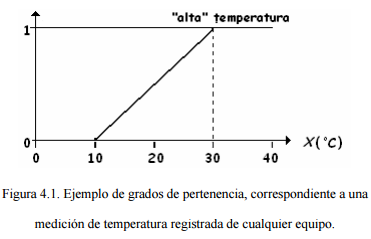 "alta" temperatura
1
0
0 10 20 30 40 X(°C)
Figura 4.1. Ejemplo de grados de pertenencia, correspondiente a una
medición de temperatura registrada de cualquier equipo.